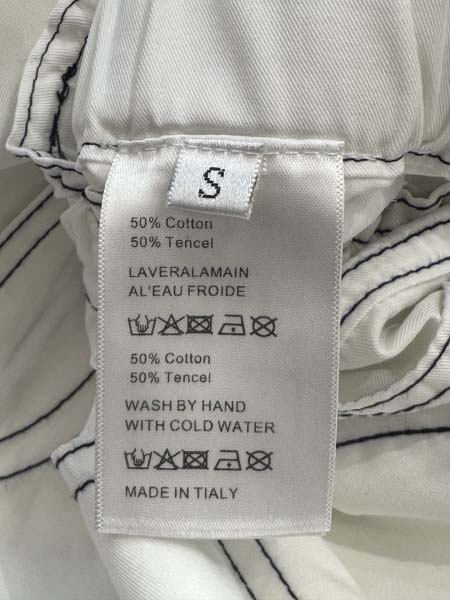 S
50% Cotton
50% Tencel
LAVERALAMAIN
AL'EAU FROIDE
50% Cotton
50% Tencel
WASH BY HAND
WITH COLD WATER
MADE IN TIALY